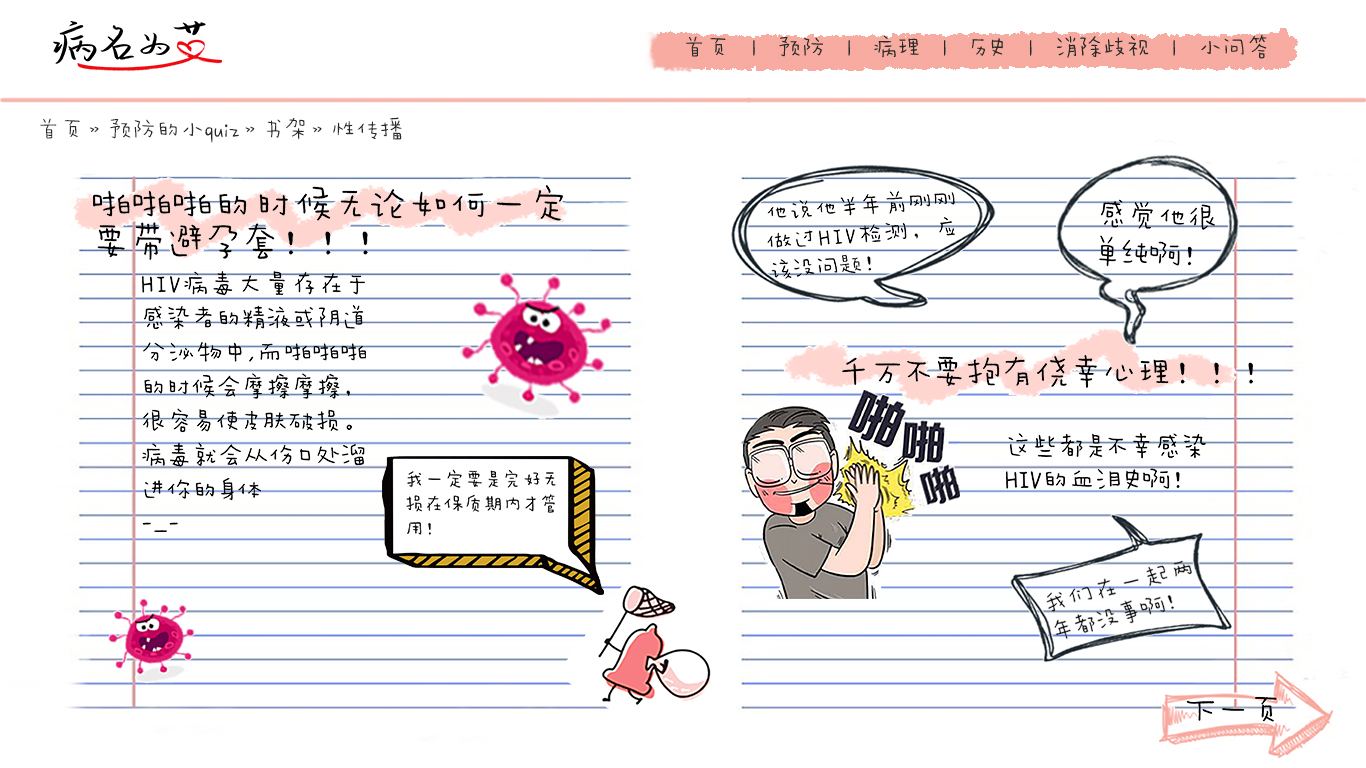 病名为艾
首页 | 预防 | 病理 | 历史 | 消除歧视 | 小问答
首页 » 预防的小quiz » 书架 » 性传播
啪啪啪的时候无论如何一定
要带避孕套！！！
HIV病毒大量存在于
感染者的精液或阴道
分泌物中,而啪啪啪
的时候会摩擦摩擦,
很容易使皮肤破损。
病毒就会从伤口处溜
进你的身体
-_-
我一定要是完好无
损在保质期内才管
用！
他说他半年前刚刚
做过HIV检测，应
该没问题！
感觉他很
单纯啊！
千万不要抱有侥幸心理！！！
啪
啪
啪
这些都是不幸感染
HIV的血泪史啊！
我们在一起两
年都没事啊！
下一页